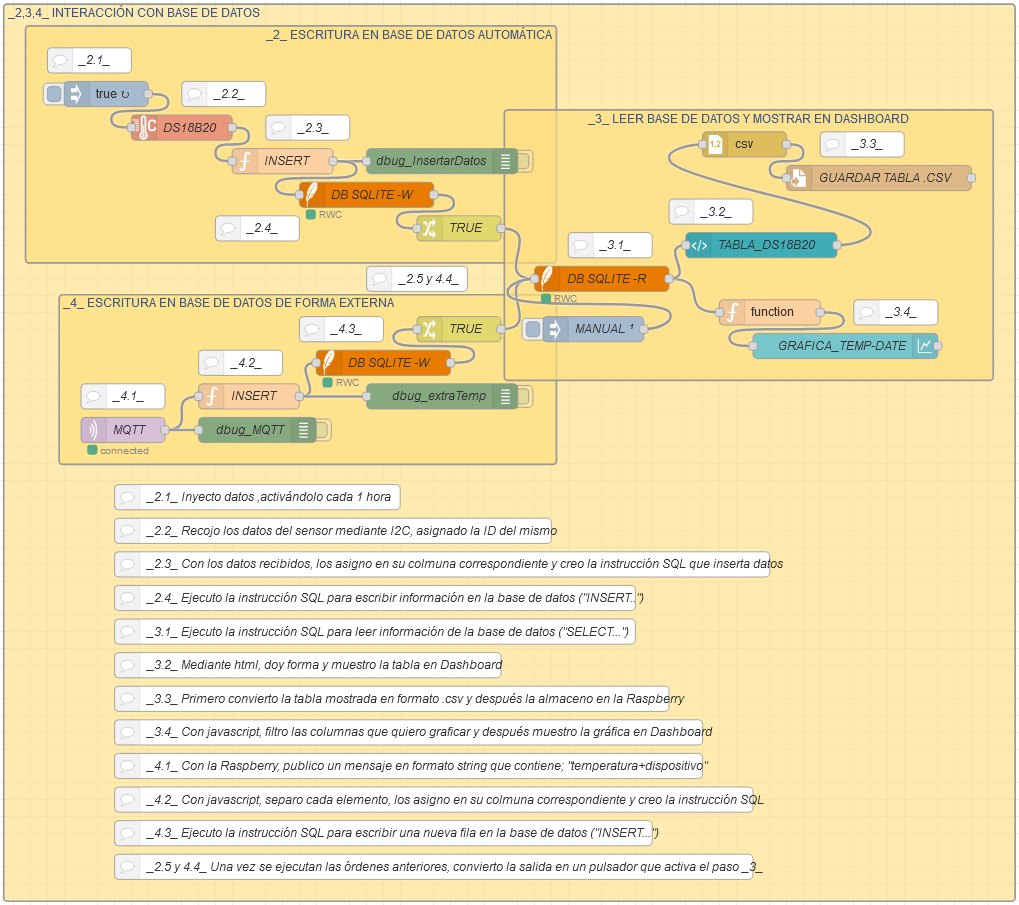 _2,3,4_ INTERACCIÓN CON BASE DE DATOS
_2_ ESCRITURA EN BASE DE DATOS AUTOMÁTICA
_2.1_
true ↻
_2.2_
DS18B20
_2.3_
INSERT
dbug_InsertarDatos
DB SQLITE -W
RWC
_2.4_
TRUE
_3_ LEER BASE DE DATOS Y MOSTRAR EN DASHBOARD
1,2
csv
_3.3_
GUARDAR TABLA .CSV
_3.2_
_3.1_
TABLA_DS18B20
DB SQLITE -R
RWC
function
_3.4_
MANUAL ¹
GRAFICA_TEMP-DATE
_2.5 y 4.4_
_4_ ESCRITURA EN BASE DE DATOS DE FORMA EXTERNA
_4.3_
TRUE
_4.2_
DB SQLITE -W
RWC
_4.1_
INSERT
dbug_extraTemp
MQTT
connected
dbug_MQTT
_2.1_ Inyecto datos ,activándolo cada 1 hora
_2.2_ Recojo los datos del sensor mediante I2C, asignado la ID del mismo
_2.3_ Con los datos recibidos, los asigno en su colmuna correspondiente y creo la instrucción SQL que inserta datos
_2.4_ Ejecuto la instrucción SQL para escribir información en la base de datos ("INSERT..")
_3.1_ Ejecuto la instrucción SQL para leer información de la base de datos ("SELECT...")
_3.2_ Mediante html, doy forma y muestro la tabla en Dashboard
_3.3_ Primero convierto la tabla mostrada en formato .csv y después la almaceno en la Raspberry
_3.4_ Con javascript, filtro las columnas que quiero graficar y después muestro la gráfica en Dashboard
_4.1_ Con la Raspberry, publico un mensaje en formato string que contiene; "temperatura+dispositivo"
_4.2_ Con javascript, separo cada elemento, los asigno en su colmuna correspondiente y creo la instrucción SQL
_4.3_ Ejecuto la instrucción SQL para escribir una nueva fila en la base de datos ("INSERT...")
_2.5 y 4.4_ Una vez se ejecutan las órdenes anteriores, convierto la salida en un pulsador que activa el paso _3_